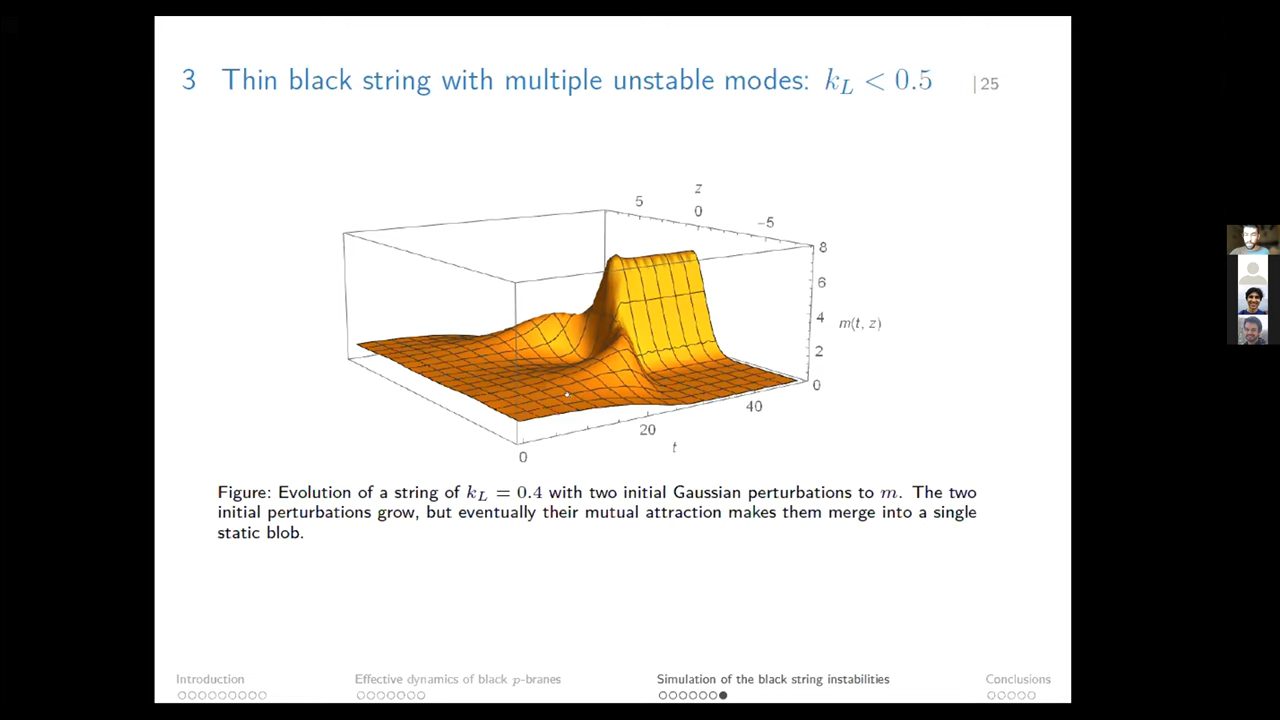 3 Thin black string with multiple unstable modes: k_L < 0.5 |25
z
5
0
−5
8
6
4
2
0
m(t, z)
40
20
0
t
Figure: Evolution of a string of k_L = 0.4 with two initial Gaussian perturbations to m. The two
initial perturbations grow, but eventually their mutual attraction makes them merge into a single
static blob.
Introduction Effective dynamics of black p-branes Simulation of the black string instabilities Conclusions